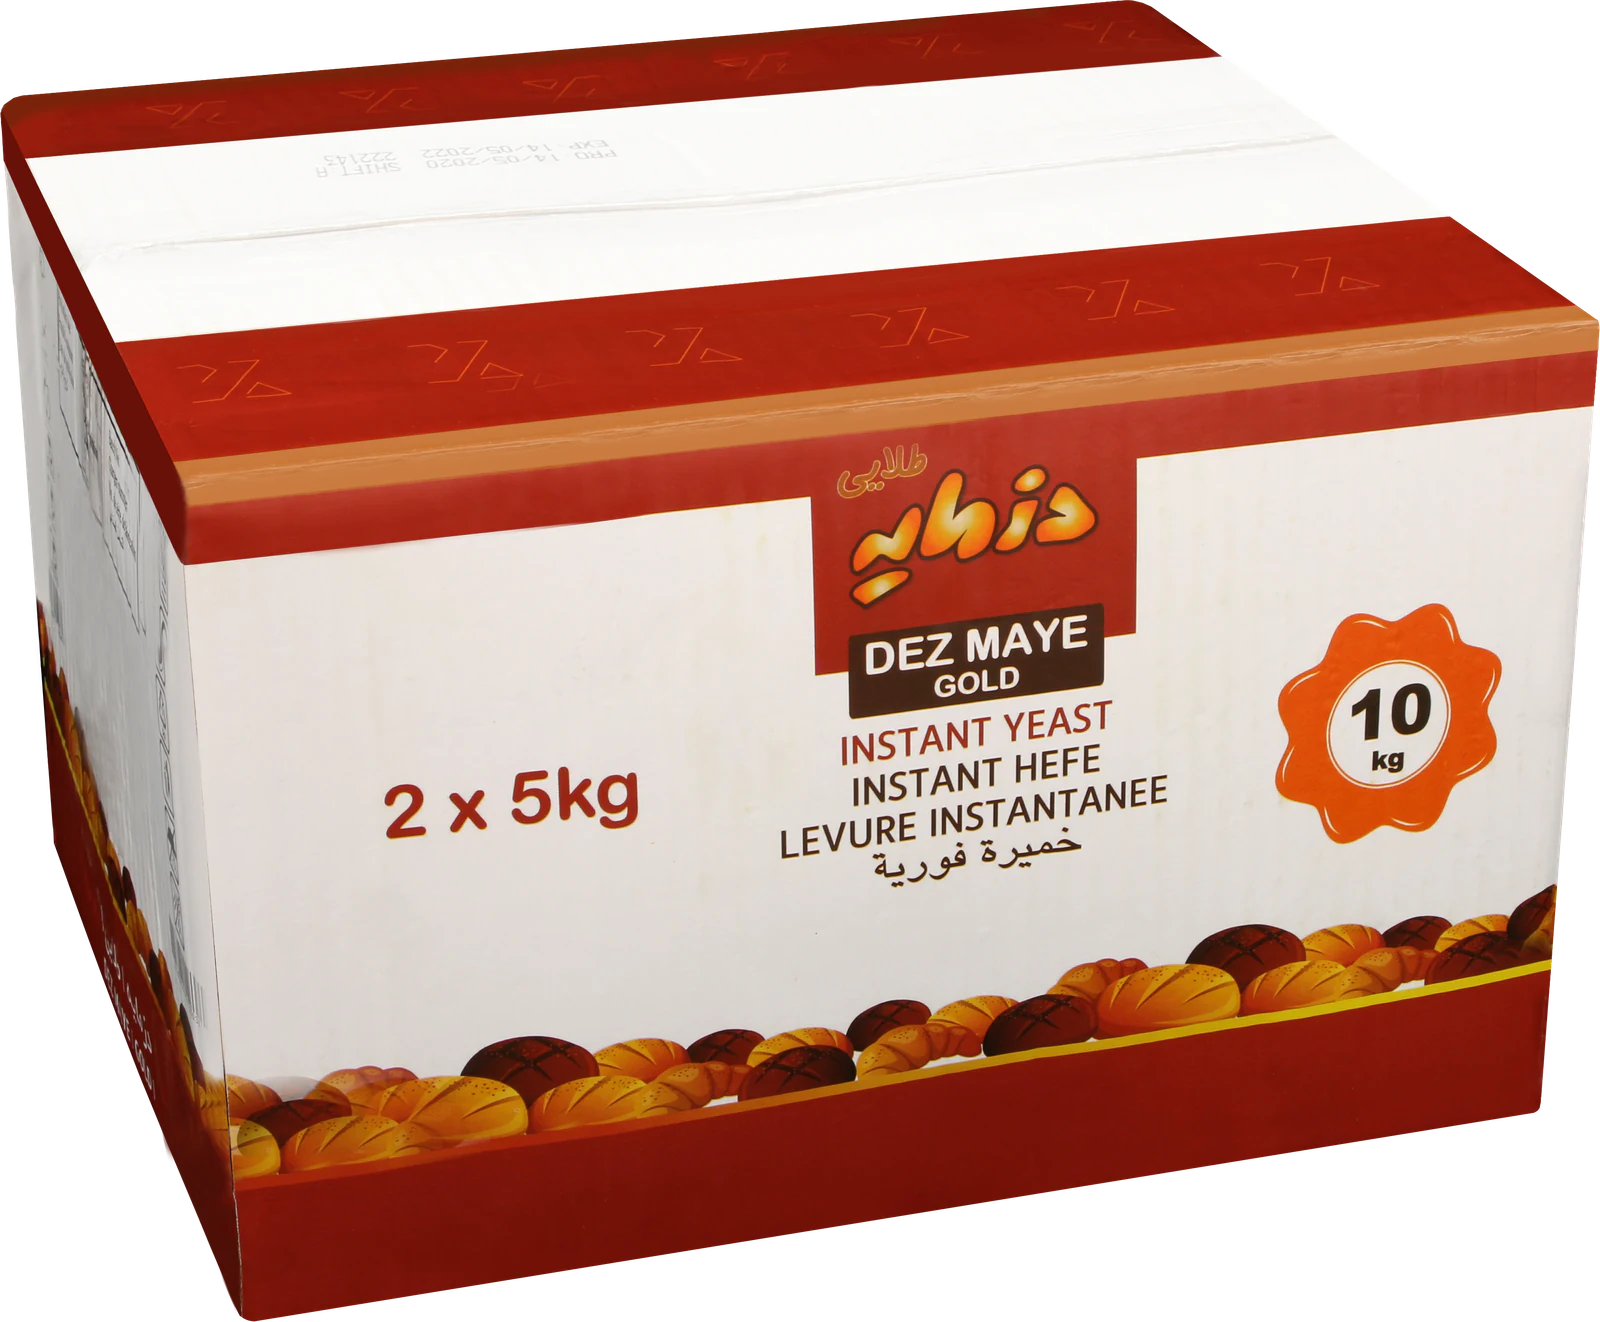 PRO 14/05/2020 SHIFT.A
EXP 14/05/2022 222143
طلایی
دزمایه
DEZ MAYE
GOLD
INSTANT YEAST
INSTANT HEFE
LEVURE INSTANTANEE
خميرة فورية
2 x 5kg
10
kg